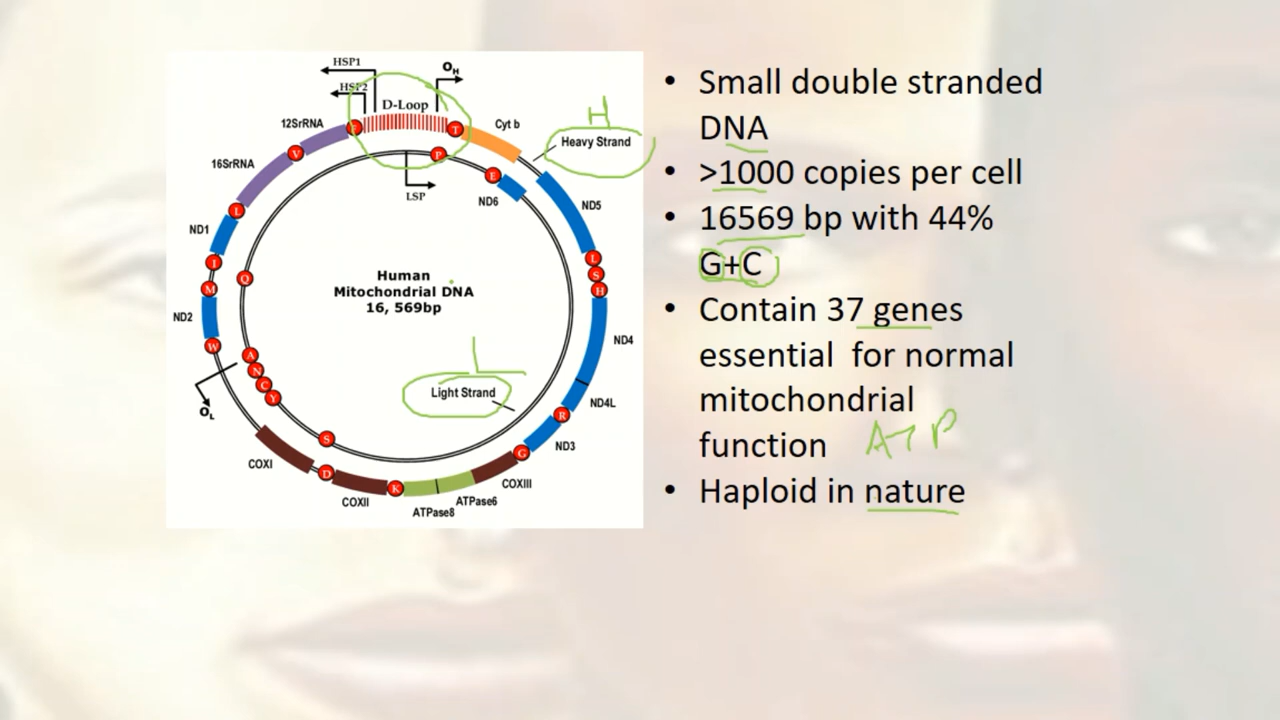 HSP1
HSP2
OH
D-Loop
12SrRNA
T
Cyt b
H
Heavy Strand
V
P
16SrRNA
E
LSP
ND6
L
ND5
ND1
I
L
S
Q
M
H
Human
Mitochondrial DNA
16, 569bp
ND2
ND4
W
A
N
C
Y
L
Light Strand
OL
ND4L
R
S
ND3
G
COXI
D
COXII
K
COXIII
ATPase6
ATPase8
• Small double stranded
DNA
• >1000 copies per cell
• 16569 bp with 44%
G+C
• Contain 37 genes
essential for normal
mitochondrial
function ATP
• Haploid in nature